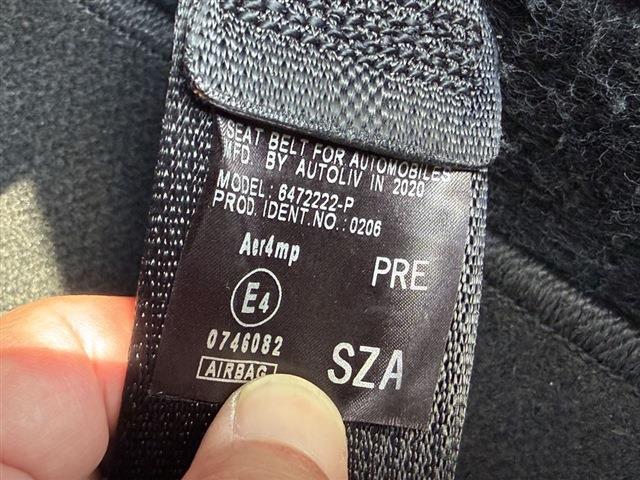 SEAT BELT FOR AUTOMOBILES
MFD. BY AUTOLIV IN 2020
MODEL: 6472222-P
PROD. IDENT.NO.:0206
Aer4mp
PRE
E4
0746082
SZA
AIRBAG